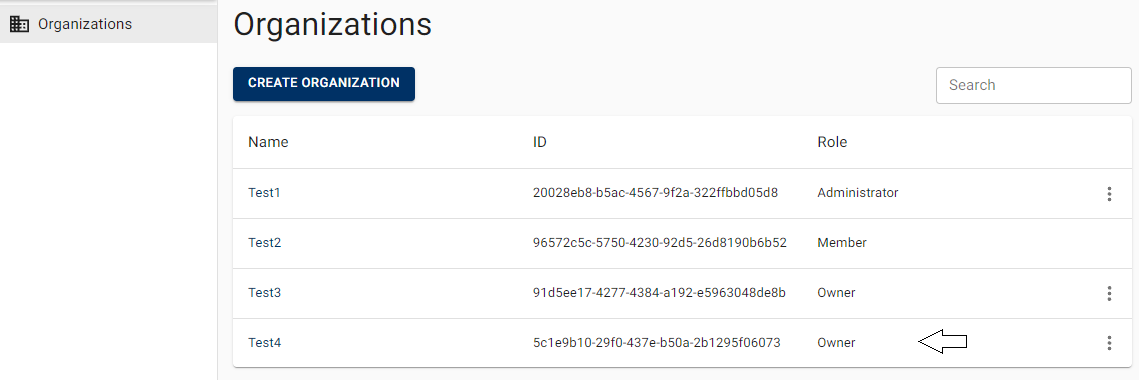 Organizations
Organizations
CREATE ORGANIZATION
Search
Name ID Role
Test1 20028eb8-b5ac-4567-9f2a-322ffbbd05d8 Administrator
Test2 96572c5c-5750-4230-92d5-26d8190b6b52 Member
Test3 91d5ee17-4277-4384-a192-e5963048de8b Owner
Test4 5c1e9b10-29f0-437e-b50a-2b1295f06073 Owner